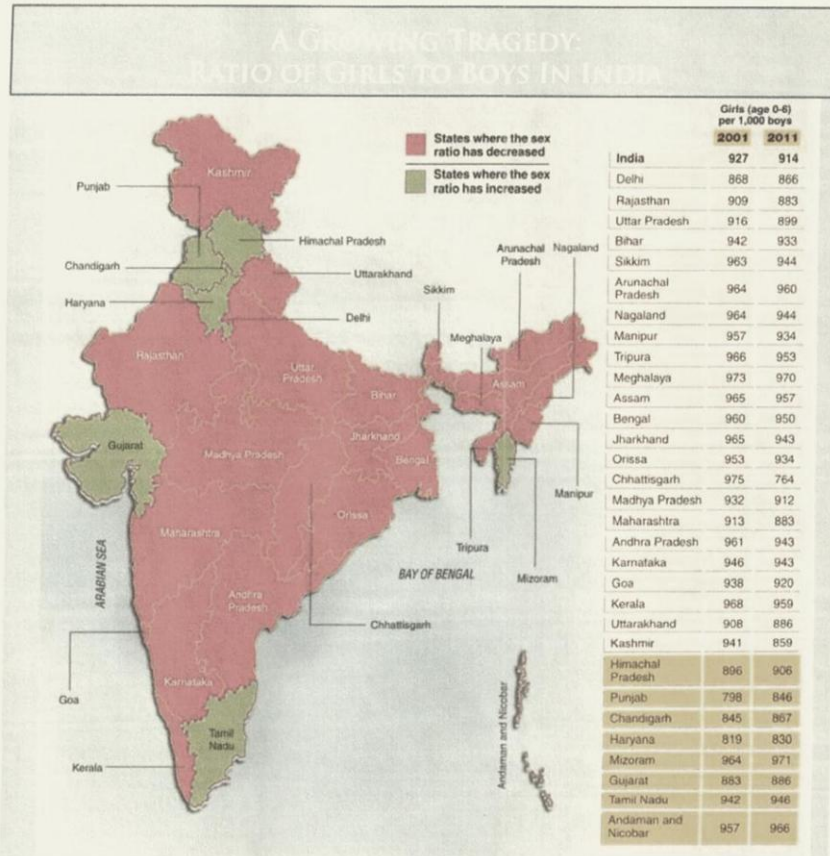 A GROWING TRAGEDY:
RATIO OF GIRLS TO BOYS IN INDIA
States where the sex
ratio has decreased
States where the sex
ratio has increased
Kashmir
Punjab
Himachal Pradesh
Chandigarh
Uttarakhand
Haryana
Delhi
Arunachal
Pradesh
Nagaland
Sikkim
Meghalaya
Rajasthan
Uttar
Pradesh
Assam
Bihar
Gujarat
Jharkhand
Madhya Pradesh
Bengal
Manipur
Orissa
Maharashtra
Tripura
ARABIAN SEA
BAY OF BENGAL
Mizoram
Andhra
Pradesh
Chhattisgarh
Karnataka
Goa
Tamil
Nadu
Kerala
Andaman and Nicobar
Girls (age 0-6)
per 1,000 boys
2001 2011
India 927 914
Delhi 868 866
Rajasthan 909 883
Uttar Pradesh 916 899
Bihar 942 933
Sikkim 963 944
Arunachal
Pradesh 964 960
Nagaland 964 944
Manipur 957 934
Tripura 966 953
Meghalaya 973 970
Assam 965 957
Bengal 960 950
Jharkhand 965 943
Orissa 953 934
Chhattisgarh 975 764
Madhya Pradesh 932 912
Maharashtra 913 883
Andhra Pradesh 961 943
Karnataka 946 943
Goa 938 920
Kerala 968 959
Uttarakhand 908 886
Kashmir 941 859
Himachal
Pradesh 896 906
Punjab 798 846
Chandigarh 845 867
Haryana 819 830
Mizoram 964 971
Gujarat 883 886
Tamil Nadu 942 946
Andaman and
Nicobar 957 966